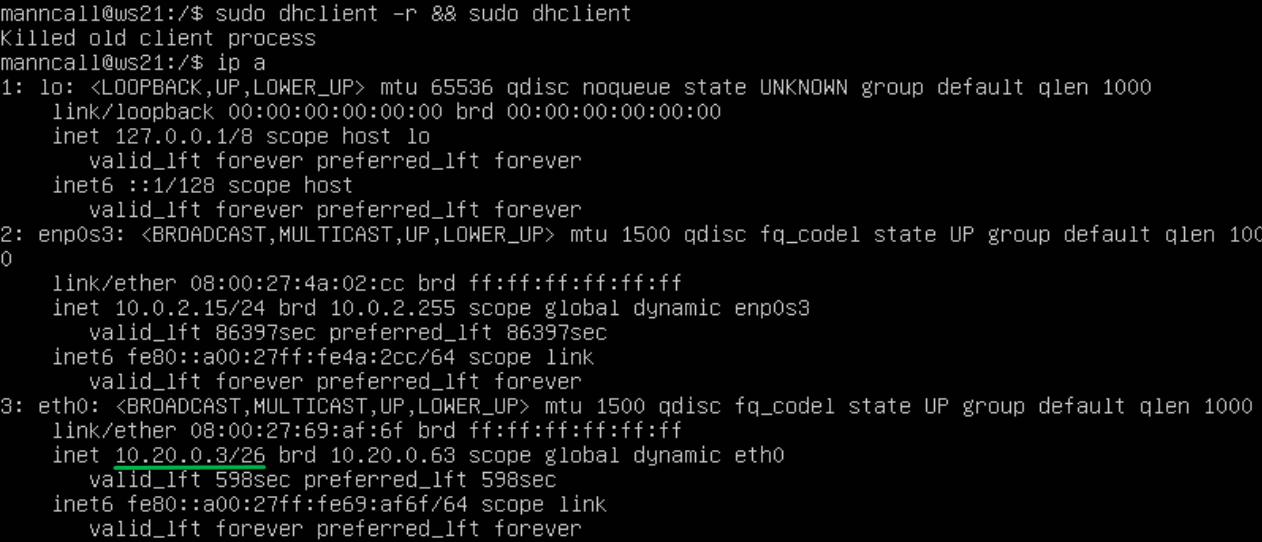 manncall@ws21:/$ sudo dhclient -r && sudo dhclient
Killed old client process
manncall@ws21:/$ ip a
1: lo: <LOOPBACK,UP,LOWER_UP> mtu 65536 qdisc noqueue state UNKNOWN group default qlen 1000
    link/loopback 00:00:00:00:00:00 brd 00:00:00:00:00:00
    inet 127.0.0.1/8 scope host lo
       valid_lft forever preferred_lft forever
    inet6 ::1/128 scope host
       valid_lft forever preferred_lft forever
2: enp0s3: <BROADCAST,MULTICAST,UP,LOWER_UP> mtu 1500 qdisc fq_codel state UP group default qlen 100
0
    link/ether 08:00:27:4a:02:cc brd ff:ff:ff:ff:ff:ff
    inet 10.0.2.15/24 brd 10.0.2.255 scope global dynamic enp0s3
       valid_lft 86397sec preferred_lft 86397sec
    inet6 fe80::a00:27ff:fe4a:2cc/64 scope link
       valid_lft forever preferred_lft forever
3: eth0: <BROADCAST,MULTICAST,UP,LOWER_UP> mtu 1500 qdisc fq_codel state UP group default qlen 1000
    link/ether 08:00:27:69:af:6f brd ff:ff:ff:ff:ff:ff
    inet 10.20.0.3/26 brd 10.20.0.63 scope global dynamic eth0
       valid_lft 598sec preferred_lft 598sec
    inet6 fe80::a00:27ff:fe69:af6f/64 scope link
       valid_lft forever preferred_lft forever